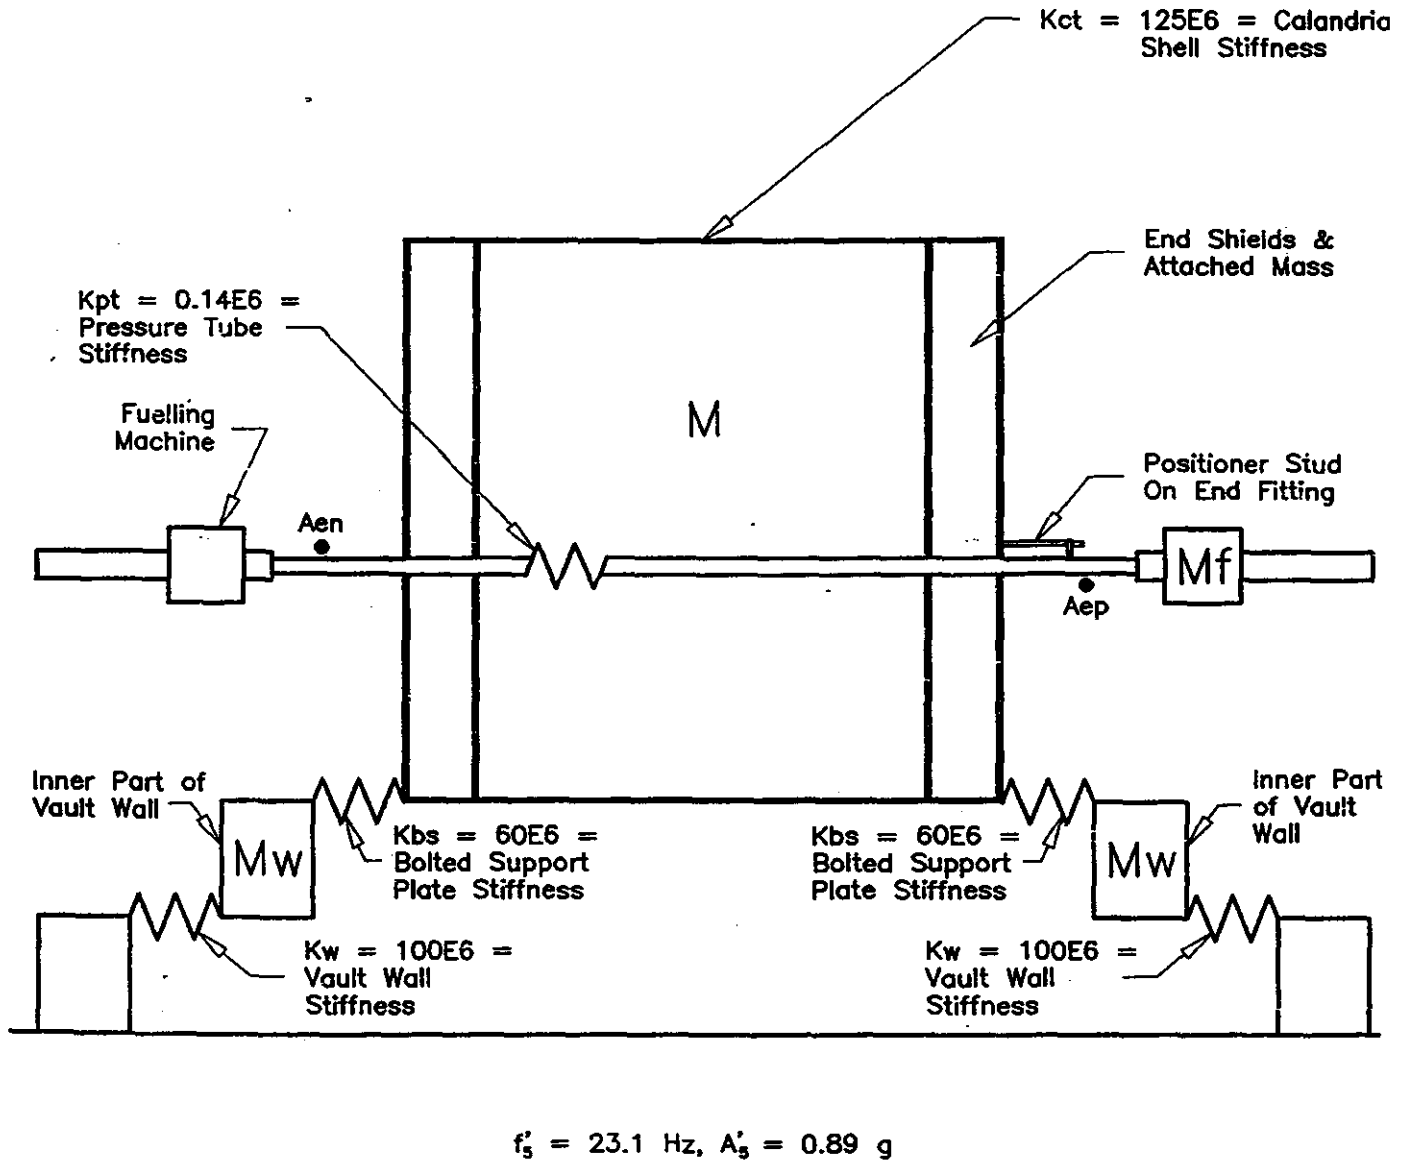 Kct = 125E6 = Calandria
Shell Stiffness
End Shields &
Attached Mass
Kpt = 0.14E6 =
Pressure Tube
Stiffness
M
Fuelling
Machine
Positioner Stud
On End Fitting
Aen
Mf
Aep
Inner Part of
Vault Wall
Inner Part
of Vault
Wall
Kbs = 60E6 =
Bolted Support
Plate Stiffness
Kbs = 60E6 =
Bolted Support
Plate Stiffness
Mw
Mw
Kw = 100E6 =
Vault Wall
Stiffness
Kw = 100E6 =
Vault Wall
Stiffness
f₅' = 23.1 Hz, A₅' = 0.89 g